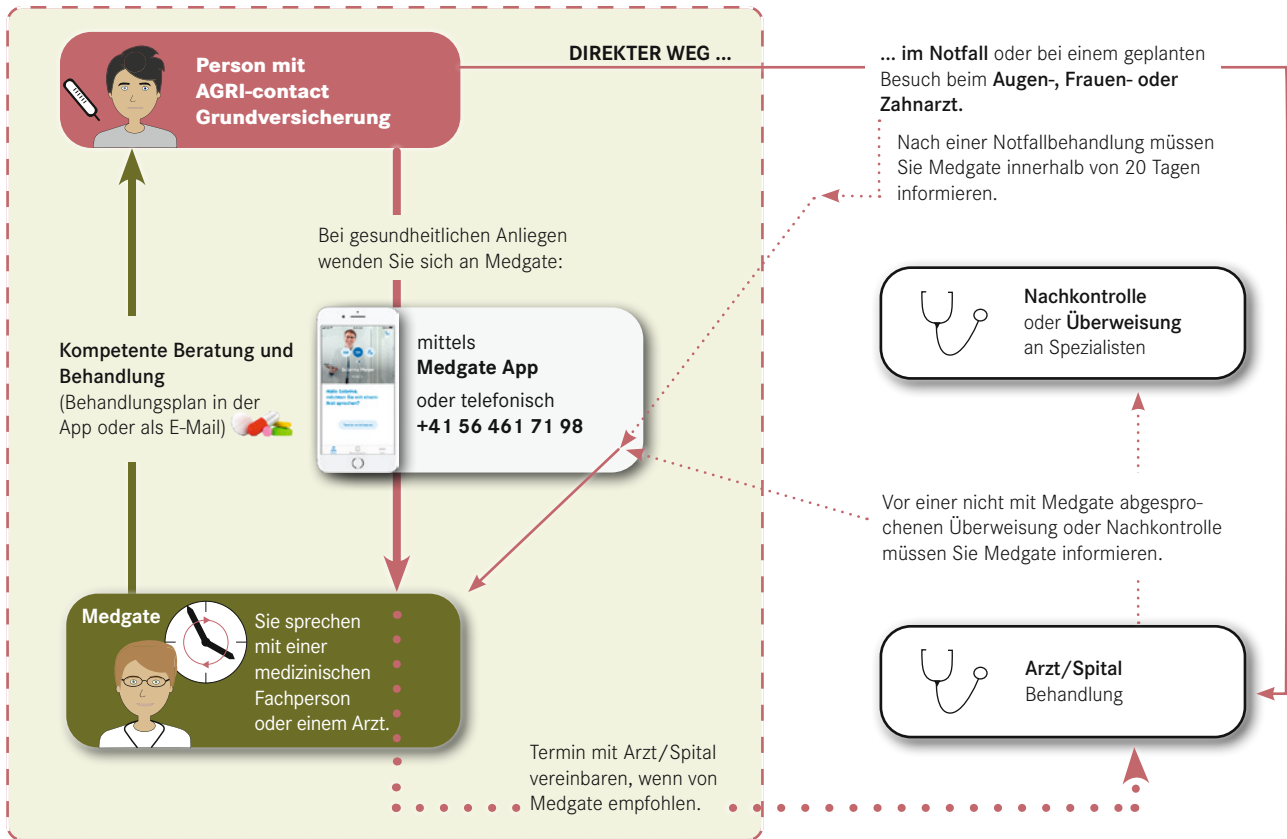 Person mit
AGRI-contact
Grundversicherung
DIREKTER WEG ...
... im Notfall oder bei einem geplanten
Besuch beim Augen-, Frauen- oder
Zahnarzt.
Nach einer Notfallbehandlung müssen
Sie Medgate innerhalb von 20 Tagen
informieren.
Bei gesundheitlichen Anliegen
wenden Sie sich an Medgate:
mittels
Medgate App
oder telefonisch
+41 56 461 71 98
Kompetente Beratung und
Behandlung
(Behandlungsplan in der
App oder als E-Mail)
Nachkontrolle
oder Überweisung
an Spezialisten
Vor einer nicht mit Medgate abgespro-
chenen Überweisung oder Nachkontrolle
müssen Sie Medgate informieren.
Medgate
Sie sprechen
mit einer
medizinischen
Fachperson
oder einem Arzt.
Arzt/Spital
Behandlung
Termin mit Arzt/Spital
vereinbaren, wenn von
Medgate empfohlen.